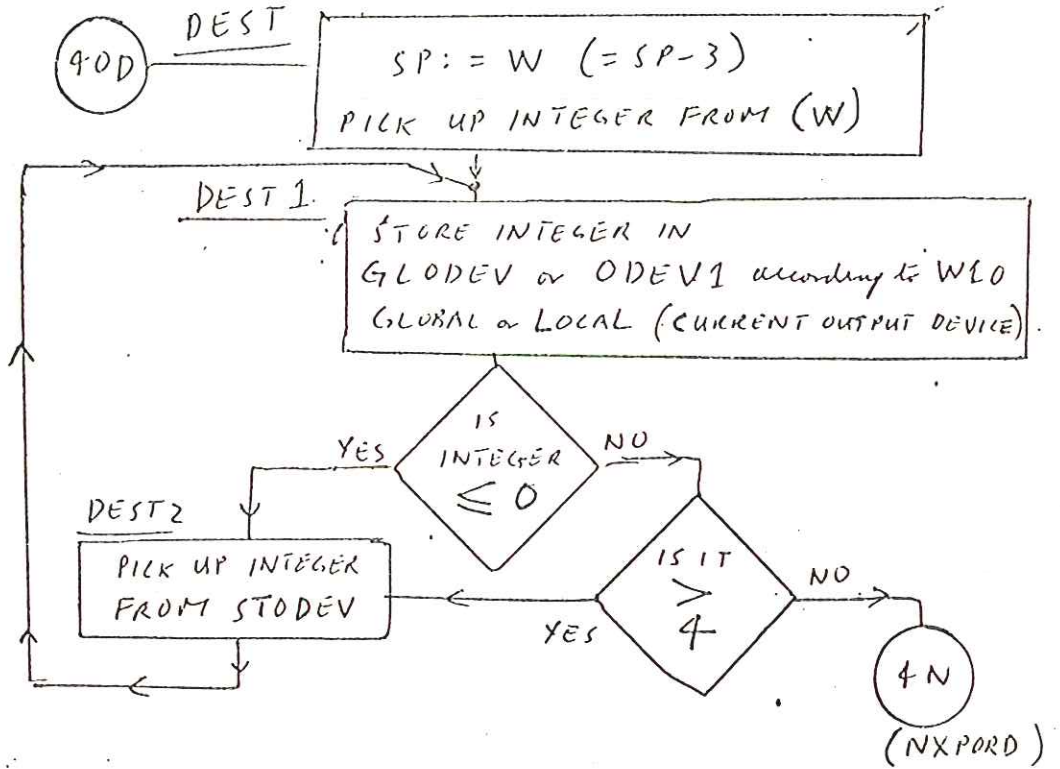 40D
DEST
SP:= W (=SP-3)
PICK UP INTEGER FROM (W)
DEST 1.
STORE INTEGER IN
GLODEV or ODEV1 according to W10
GLOBAL or LOCAL (CURRENT OUTPUT DEVICE).
IS
INTEGER
≤ 0
YES
NO
DEST2
PICK UP INTEGER
FROM STODEV
IS IT
>
4
YES
NO
4N
(NXPORD)